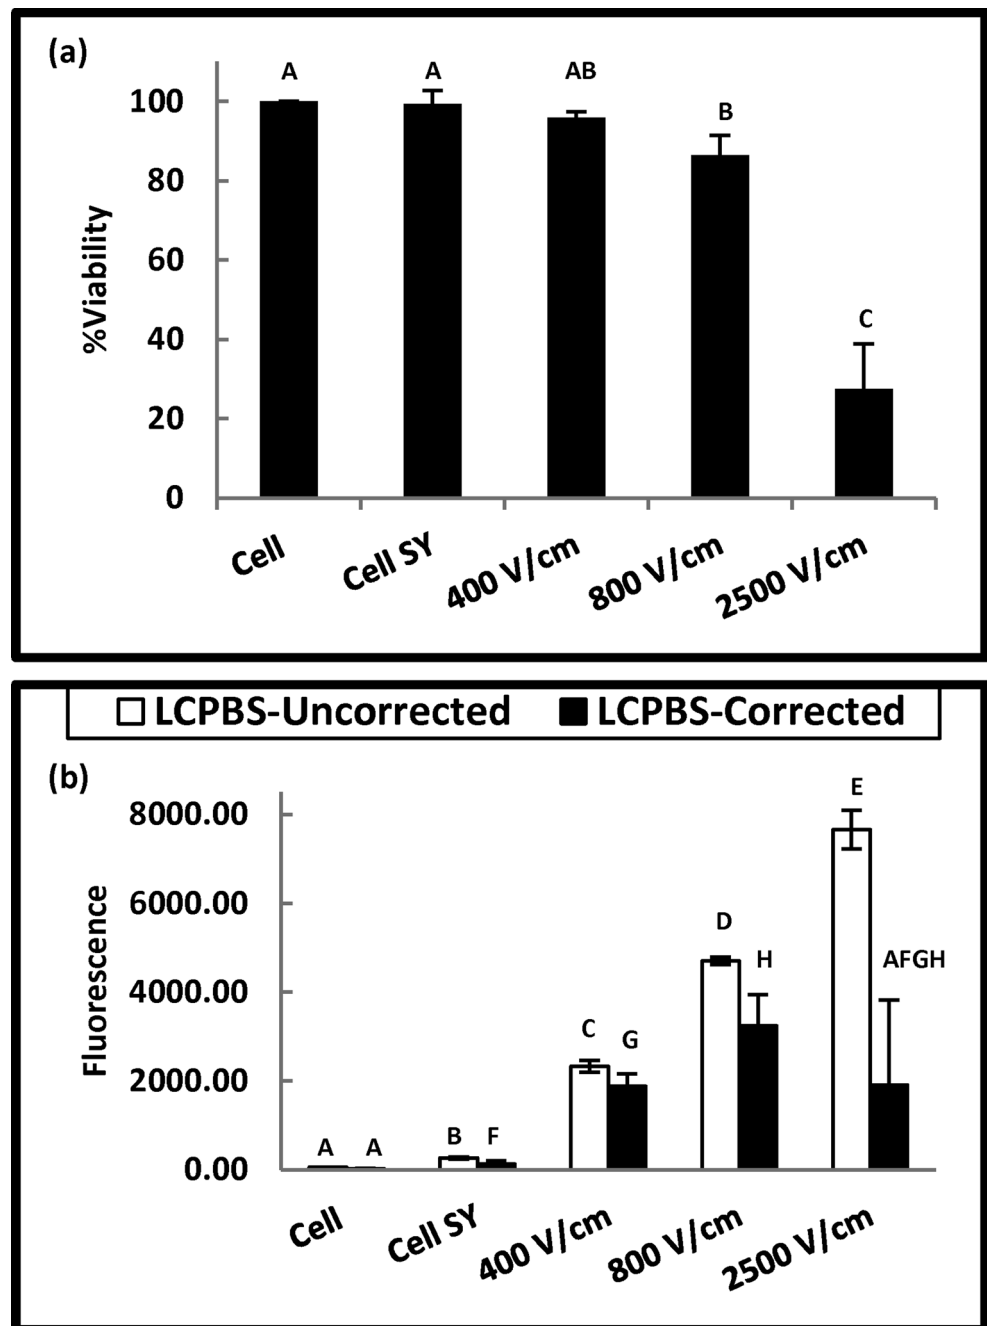 (a)
A
A
AB
B
C
100
80
60
40
20
0
%Viability
Cell
Cell SY
400 V/cm
800 V/cm
2500 V/cm
LCPBS-Uncorrected LCPBS-Corrected
(b)
E
D
H
AFGH
C
G
B
F
A
A
8000.00
6000.00
4000.00
2000.00
0.00
Fluorescence
Cell
Cell SY
400 V/cm
800 V/cm
2500 V/cm